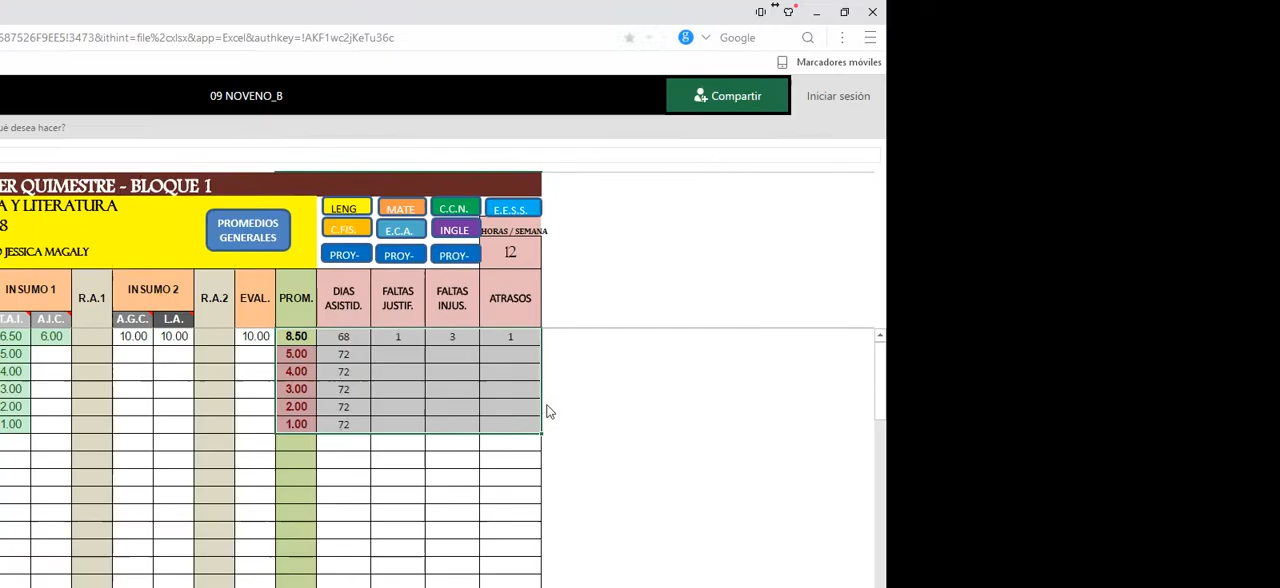 687526F9EE5!3473&ithint=file%2cxlsx&app=Excel&authkey=!AKF1wc2jKeTu36c
Google
Marcadores móviles
09 NOVENO_B
Compartir
Iniciar sesión
qué desea hacer?
ER QUIMESTRE - BLOQUE 1
A Y LITERATURA
8
JESSICA MAGALY
PROMEDIOS
GENERALES
LENG MATE C.C.N. E.E.S.S.
C.FIS. E.C.A. INGLE HORAS / SEMANA
PROY- PROY- PROY- 12
INSUMO 1 R.A.1 INSUMO 2 R.A.2 EVAL. PROM. DIAS ASISTID. FALTAS JUSTIF. FALTAS INJUS. ATRASOS
T.A.I. A.I.C. A.G.C. L.A.
6.50 6.00 10.00 10.00 10.00 8.50 68 1 3 1
5.00 5.00 72
4.00 4.00 72
3.00 3.00 72
2.00 2.00 72
1.00 1.00 72